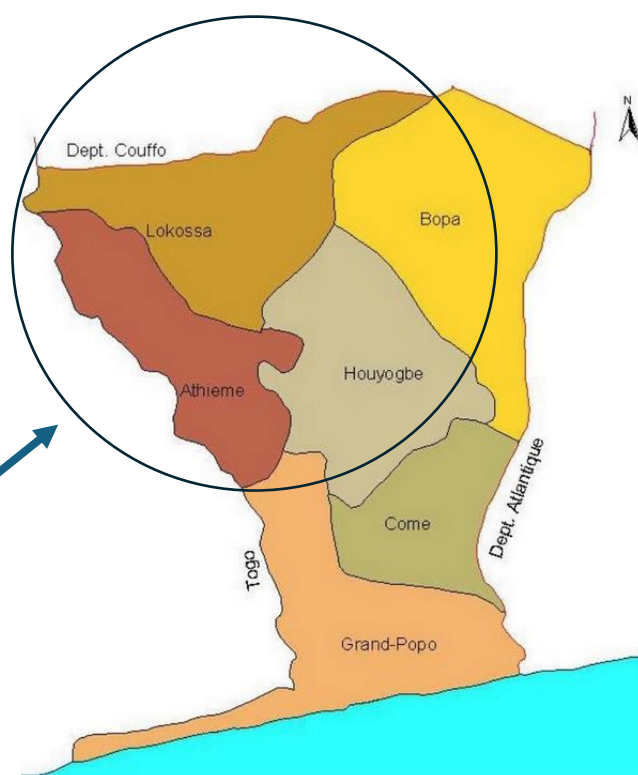 N
Dept. Couffo
Lokossa
Bopa
Houyogbe
Athieme
Dept. Atlantique
Come
Togo
Grand-Popo